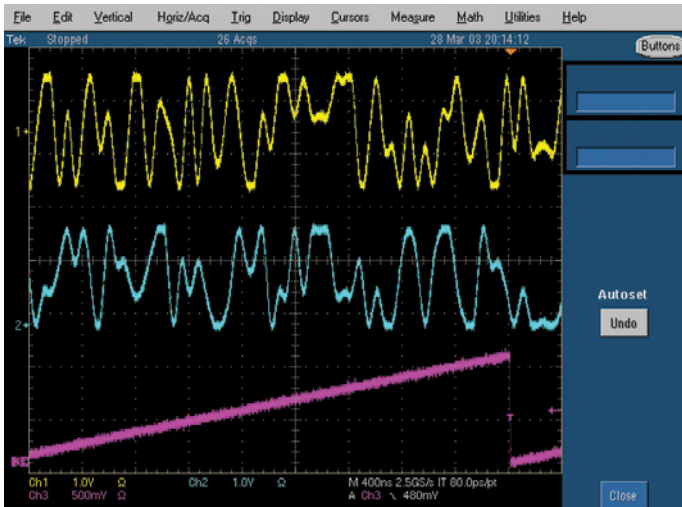 File Edit Vertical Horiz/Acq Trig Display Cursors Measure Math Utilities Help
Tek Stopped 26 Acqs 28 Mar 03 20:14:12
Buttons
1
2
Autoset
Undo
T
Ch1 1.0V Ω Ch2 1.0V Ω M 400ns 2.5GS/s IT 80.0ps/pt
Ch3 500mV Ω A Ch3 \ 480mV
Close